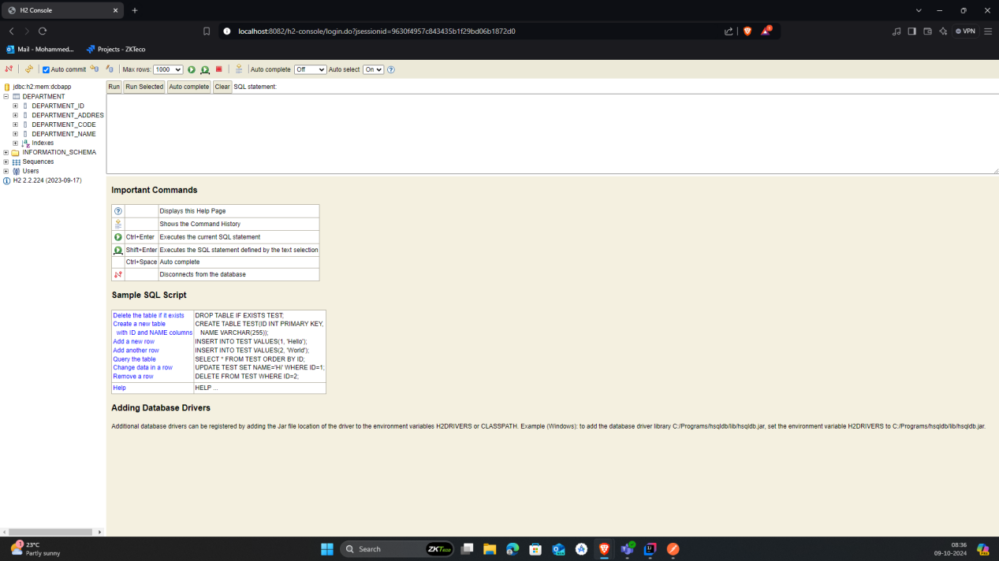 H2 Console
localhost:8082/h2-console/login.do?jsessionid=9630f4957c843435b1f29bd06b1872d0
VPN
Mail - Mohammed...
Projects - ZKTeco
Auto commit
Max rows: 1000
Auto complete Off
Auto select On
jdbc:h2:mem:dcbapp
DEPARTMENT
DEPARTMENT_ID
DEPARTMENT_ADDRES
DEPARTMENT_CODE
DEPARTMENT_NAME
Indexes
INFORMATION_SCHEMA
Sequences
Users
H2 2.2.224 (2023-09-17)
Run Run Selected Auto complete Clear SQL statement:
Important Commands
Displays this Help Page
Shows the Command History
Ctrl+Enter Executes the current SQL statement
Shift+Enter Executes the SQL statement defined by the text selection
Ctrl+Space Auto complete
Disconnects from the database
Sample SQL Script
Delete the table if it exists DROP TABLE IF EXISTS TEST;
Create a new table CREATE TABLE TEST(ID INT PRIMARY KEY,
with ID and NAME columns NAME VARCHAR(255));
Add a new row INSERT INTO TEST VALUES(1, 'Hello');
Add another row INSERT INTO TEST VALUES(2, 'World');
Query the table SELECT * FROM TEST ORDER BY ID;
Change data in a row UPDATE TEST SET NAME='Hi' WHERE ID=1;
Remove a row DELETE FROM TEST WHERE ID=2;
Help HELP ...
Adding Database Drivers
Additional database drivers can be registered by adding the Jar file location of the driver to the environment variables H2DRIVERS or CLASSPATH. Example (Windows): to add the database driver library C:/Programs/hsqldb/lib/hsqldb.jar, set the environment variable H2DRIVERS to C:/Programs/hsqldb/lib/hsqldb.jar.
1
23°C
Partly sunny
Search
ZKTeco
08:36
09-10-2024